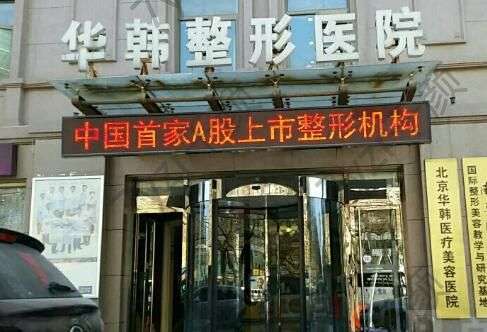 华韩整形医院
中国首家A股上市整形机构
北京华韩医疗美容医院
国际整形美容教学与研究基地